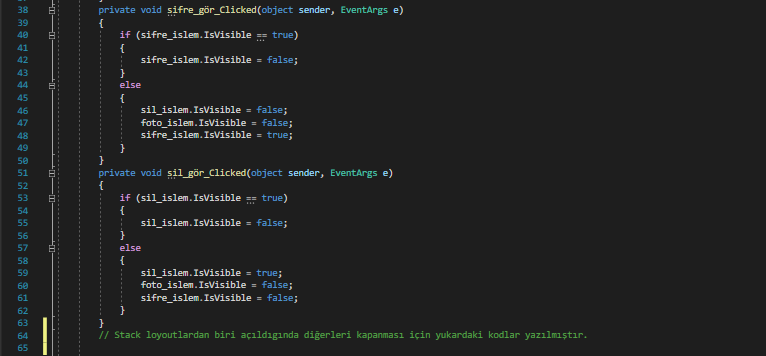 38 private void sifre_gör_Clicked(object sender, EventArgs e)
39 {
40 if (sifre_islem.IsVisible == true)
41 {
42 sifre_islem.IsVisible = false;
43 }
44 else
45 {
46 sil_islem.IsVisible = false;
47 foto_islem.IsVisible = false;
48 sifre_islem.IsVisible = true;
49 }
50 }
51 private void sil_gör_Clicked(object sender, EventArgs e)
52 {
53 if (sil_islem.IsVisible == true)
54 {
55 sil_islem.IsVisible = false;
56 }
57 else
58 {
59 sil_islem.IsVisible = true;
60 foto_islem.IsVisible = false;
61 sifre_islem.IsVisible = false;
62 }
63 }
64 // Stack loyoutlardan biri açıldıgında diğerleri kapanması için yukardaki kodlar yazılmıştır.
65